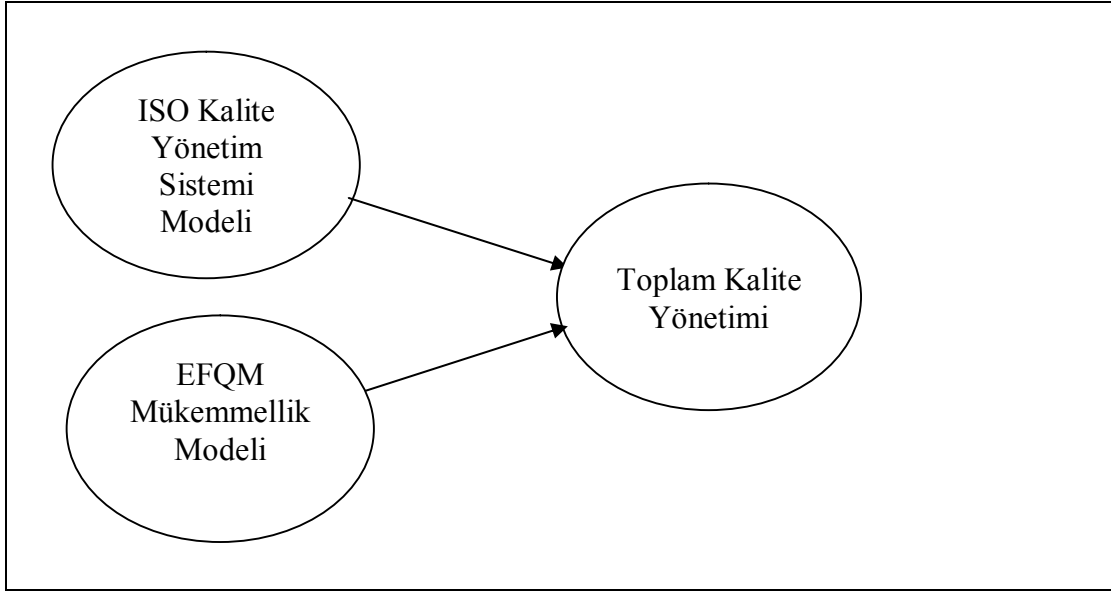 ISO Kalite
Yönetim
Sistemi
Modeli
Toplam Kalite
Yönetimi
EFQM
Mükemmellik
Modeli